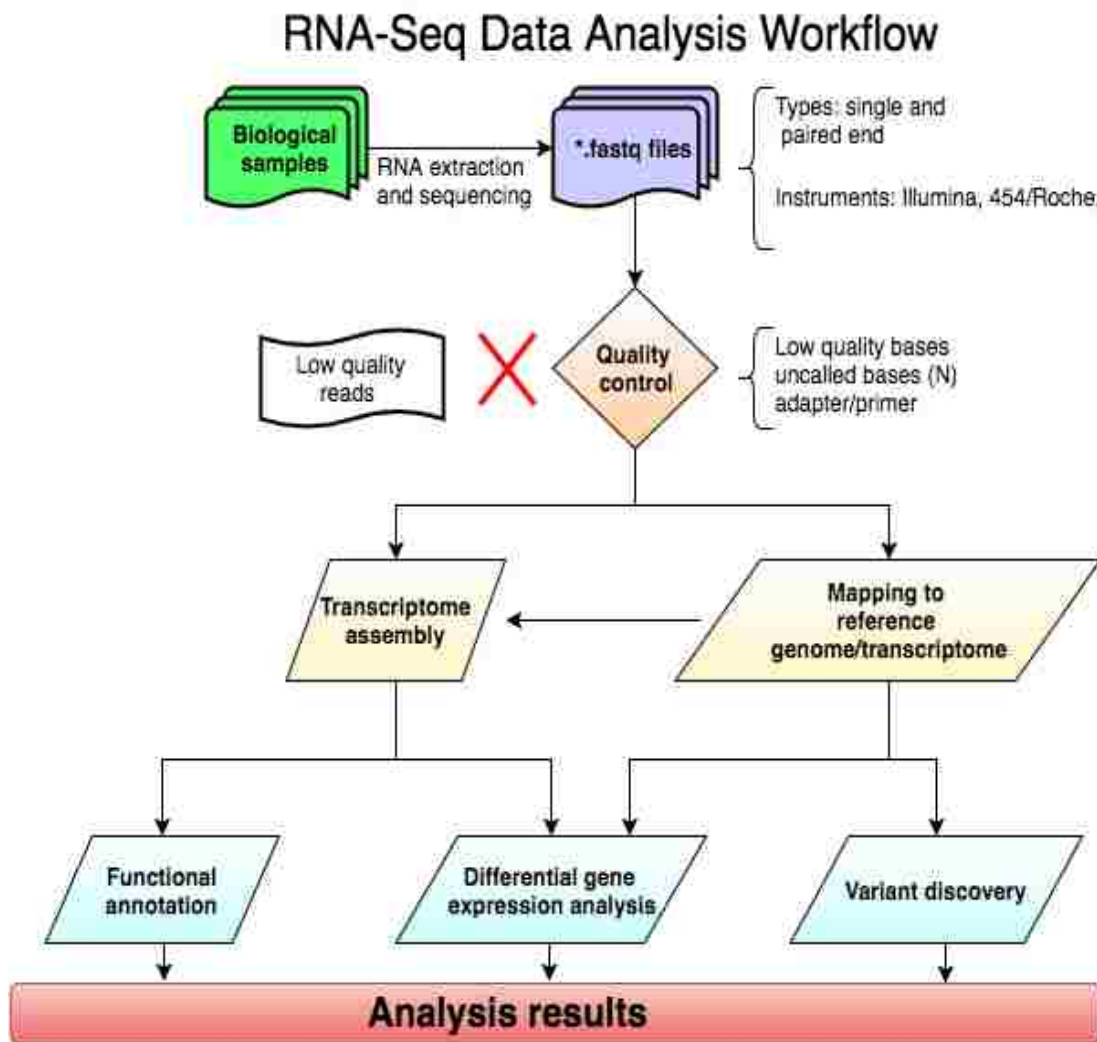 RNA-Seq Data Analysis Workflow
Biological
samples
RNA extraction
and sequencing
*.fastq files
Types: single and
paired end
Instruments: Illumina, 454/Roche
Low quality
reads
Quality
control
Low quality bases
uncalled bases (N)
adapter/primer
Transcriptome
assembly
Mapping to
reference
genome/transcriptome
Functional
annotation
Differential gene
expression analysis
Variant discovery
Analysis results